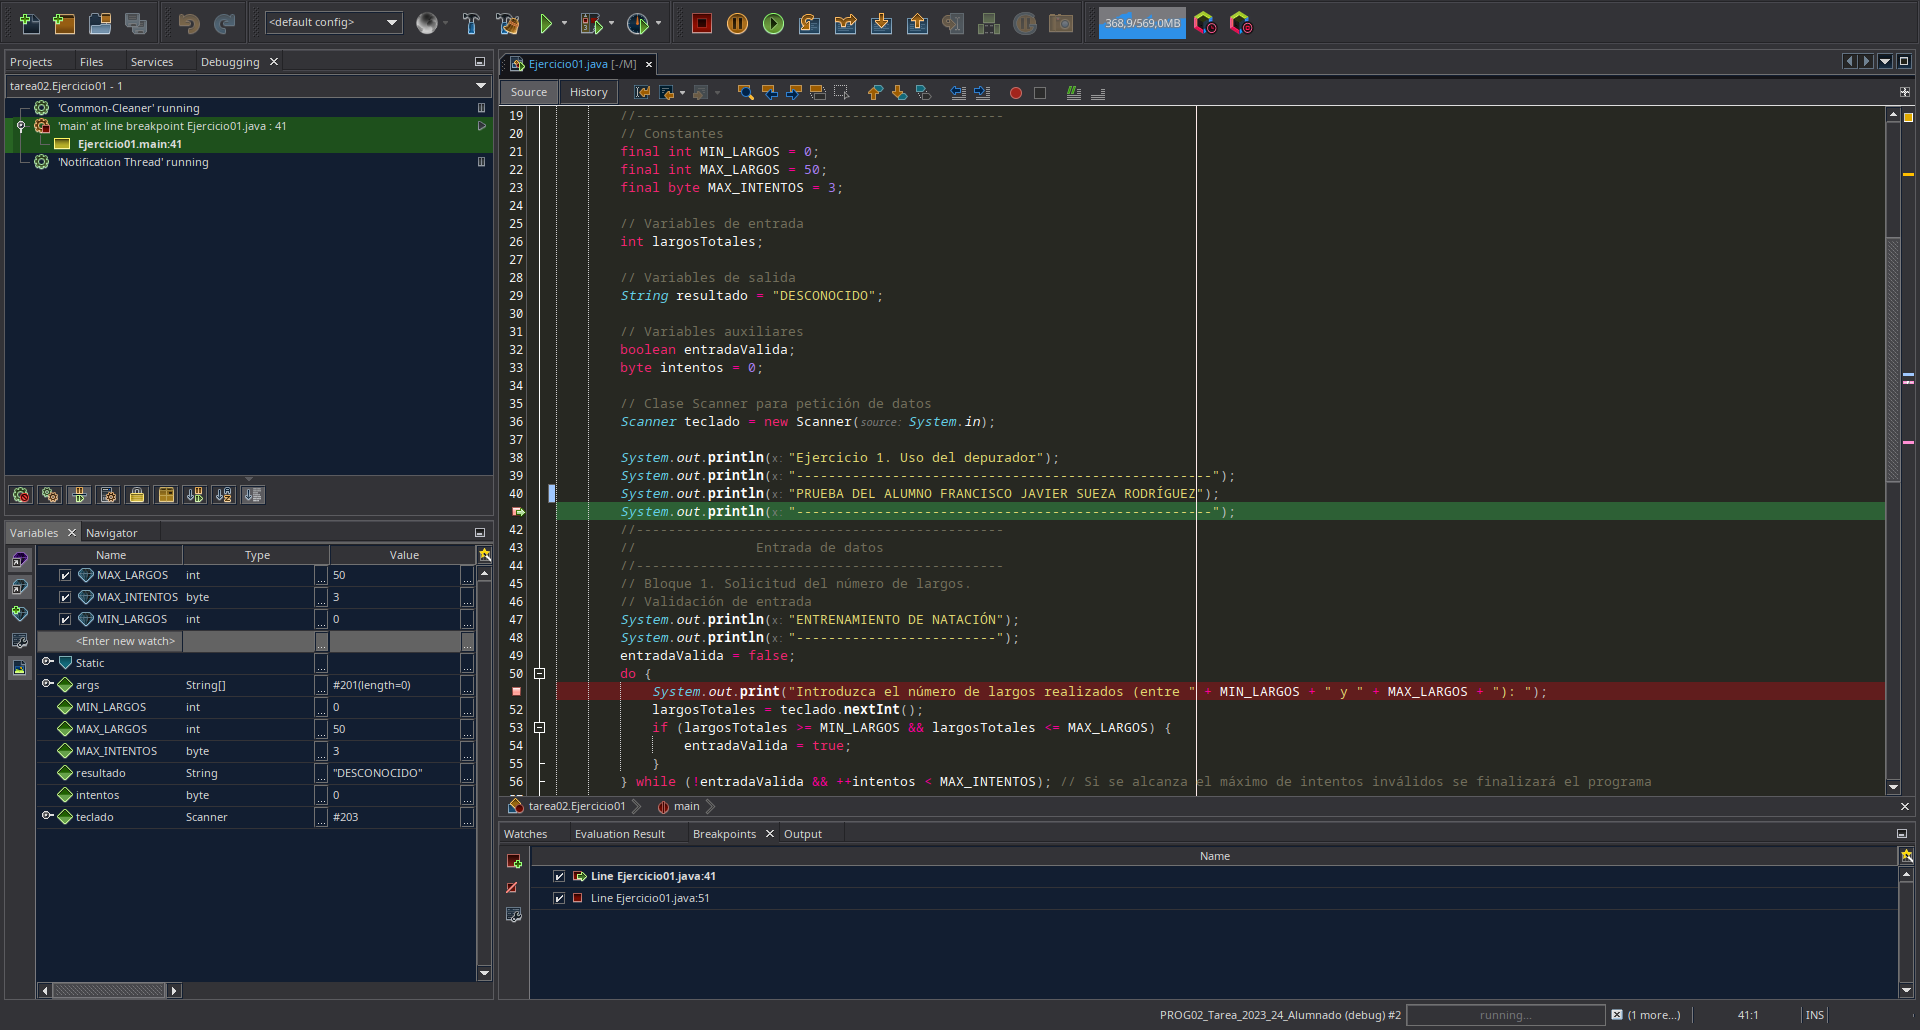 <default config>
368,9/569,0MB
Projects Files Services Debugging
tarea02.Ejercicio01 - 1
'Common-Cleaner' running
'main' at line breakpoint Ejercicio01.java : 41
Ejercicio01.main:41
'Notification Thread' running
Variables Navigator
Name Type Value
MAX_LARGOS int ... 50 ...
MAX_INTENTOS byte ... 3 ...
MIN_LARGOS int ... 0 ...
<Enter new watch> ... ...
Static ... ...
args String[] ... #201(length=0) ...
MIN_LARGOS int ... 0 ...
MAX_LARGOS int ... 50 ...
MAX_INTENTOS byte ... 3 ...
resultado String ... "DESCONOCIDO" ...
intentos byte ... 0 ...
teclado Scanner ... #203 ...
Ejercicio01.java [-/M]
Source History
19 //----------------------------------------------
20 // Constantes
21 final int MIN_LARGOS = 0;
22 final int MAX_LARGOS = 50;
23 final byte MAX_INTENTOS = 3;
24
25 // Variables de entrada
26 int largosTotales;
27
28 // Variables de salida
29 String resultado = "DESCONOCIDO";
30
31 // Variables auxiliares
32 boolean entradaValida;
33 byte intentos = 0;
34
35 // Clase Scanner para petición de datos
36 Scanner teclado = new Scanner(source: System.in);
37
38 System.out.println(x: "Ejercicio 1. Uso del depurador");
39 System.out.println(x: "----------------------------------------------------");
40 System.out.println(x: "PRUEBA DEL ALUMNO FRANCISCO JAVIER SUEZA RODRÍGUEZ");
System.out.println(x: "----------------------------------------------------");
42 //----------------------------------------------
43 // Entrada de datos
44 //----------------------------------------------
45 // Bloque 1. Solicitud del número de largos.
46 // Validación de entrada
47 System.out.println(x: "ENTRENAMIENTO DE NATACIÓN");
48 System.out.println(x: "-------------------------");
49 entradaValida = false;
50 do {
System.out.print("Introduzca el número de largos realizados (entre " + MIN_LARGOS + " y " + MAX_LARGOS + "): ");
52 largosTotales = teclado.nextInt();
53 if (largosTotales >= MIN_LARGOS && largosTotales <= MAX_LARGOS) {
54 entradaValida = true;
55 }
56 } while (!entradaValida && ++intentos < MAX_INTENTOS); // Si se alcanza el máximo de intentos inválidos se finalizará el programa
tarea02.Ejercicio01 main
Watches Evaluation Result Breakpoints Output
Name
Line Ejercicio01.java:41
Line Ejercicio01.java:51
PROG02_Tarea_2023_24_Alumnado (debug) #2 running... (1 more...) 41:1 INS